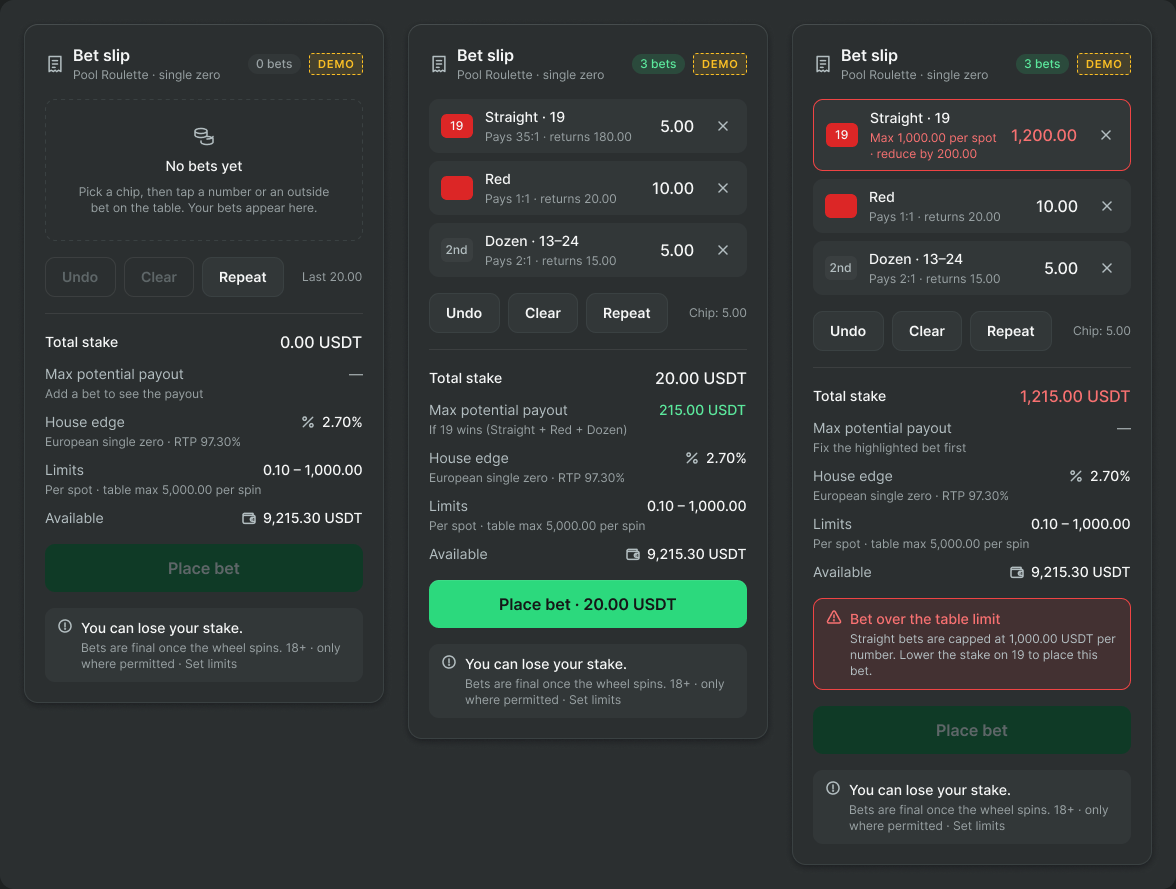 Bet slip
Pool Roulette · single zero
0 bets
DEMO
No bets yet
Pick a chip, then tap a number or an outside
bet on the table. Your bets appear here.
Undo
Clear
Repeat
Last 20.00
Total stake
0.00 USDT
Max potential payout
—
Add a bet to see the payout
House edge
2.70%
European single zero · RTP 97.30%
Limits
0.10 – 1,000.00
Per spot · table max 5,000.00 per spin
Available
9,215.30 USDT
Place bet
You can lose your stake.
Bets are final once the wheel spins. 18+ · only
where permitted · Set limits
Bet slip
Pool Roulette · single zero
3 bets
DEMO
19
Straight · 19
Pays 35:1 · returns 180.00
5.00
Red
Pays 1:1 · returns 20.00
10.00
2nd
Dozen · 13–24
Pays 2:1 · returns 15.00
5.00
Undo
Clear
Repeat
Chip: 5.00
Total stake
20.00 USDT
Max potential payout
215.00 USDT
If 19 wins (Straight + Red + Dozen)
House edge
2.70%
European single zero · RTP 97.30%
Limits
0.10 – 1,000.00
Per spot · table max 5,000.00 per spin
Available
9,215.30 USDT
Place bet · 20.00 USDT
You can lose your stake.
Bets are final once the wheel spins. 18+ · only
where permitted · Set limits
Bet slip
Pool Roulette · single zero
3 bets
DEMO
19
Straight · 19
Max 1,000.00 per spot
· reduce by 200.00
1,200.00
Red
Pays 1:1 · returns 20.00
10.00
2nd
Dozen · 13–24
Pays 2:1 · returns 15.00
5.00
Undo
Clear
Repeat
Chip: 5.00
Total stake
1,215.00 USDT
Max potential payout
—
Fix the highlighted bet first
House edge
2.70%
European single zero · RTP 97.30%
Limits
0.10 – 1,000.00
Per spot · table max 5,000.00 per spin
Available
9,215.30 USDT
Bet over the table limit
Straight bets are capped at 1,000.00 USDT per
number. Lower the stake on 19 to place this
bet.
Place bet
You can lose your stake.
Bets are final once the wheel spins. 18+ · only
where permitted · Set limits